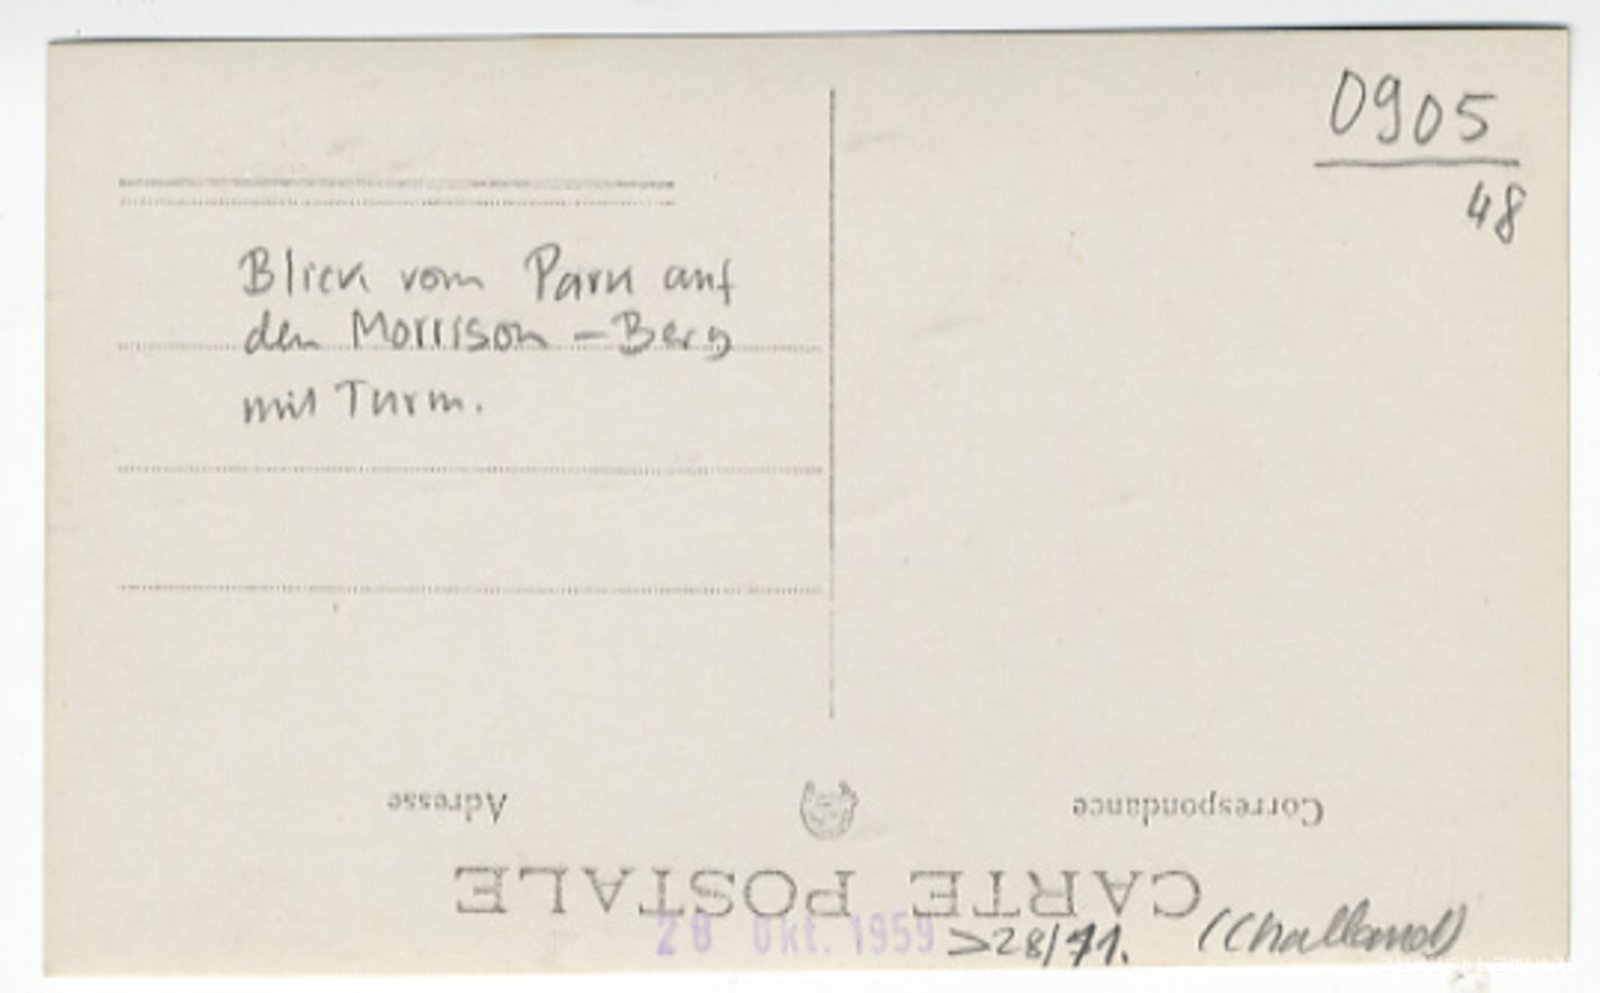 0905
48
Blick vom Park auf
den Morrison - Berg
mit Turm.
Adresse
Correspondance
CARTE POSTALE
28 Okt. 1959
>28/71.
(Challand)